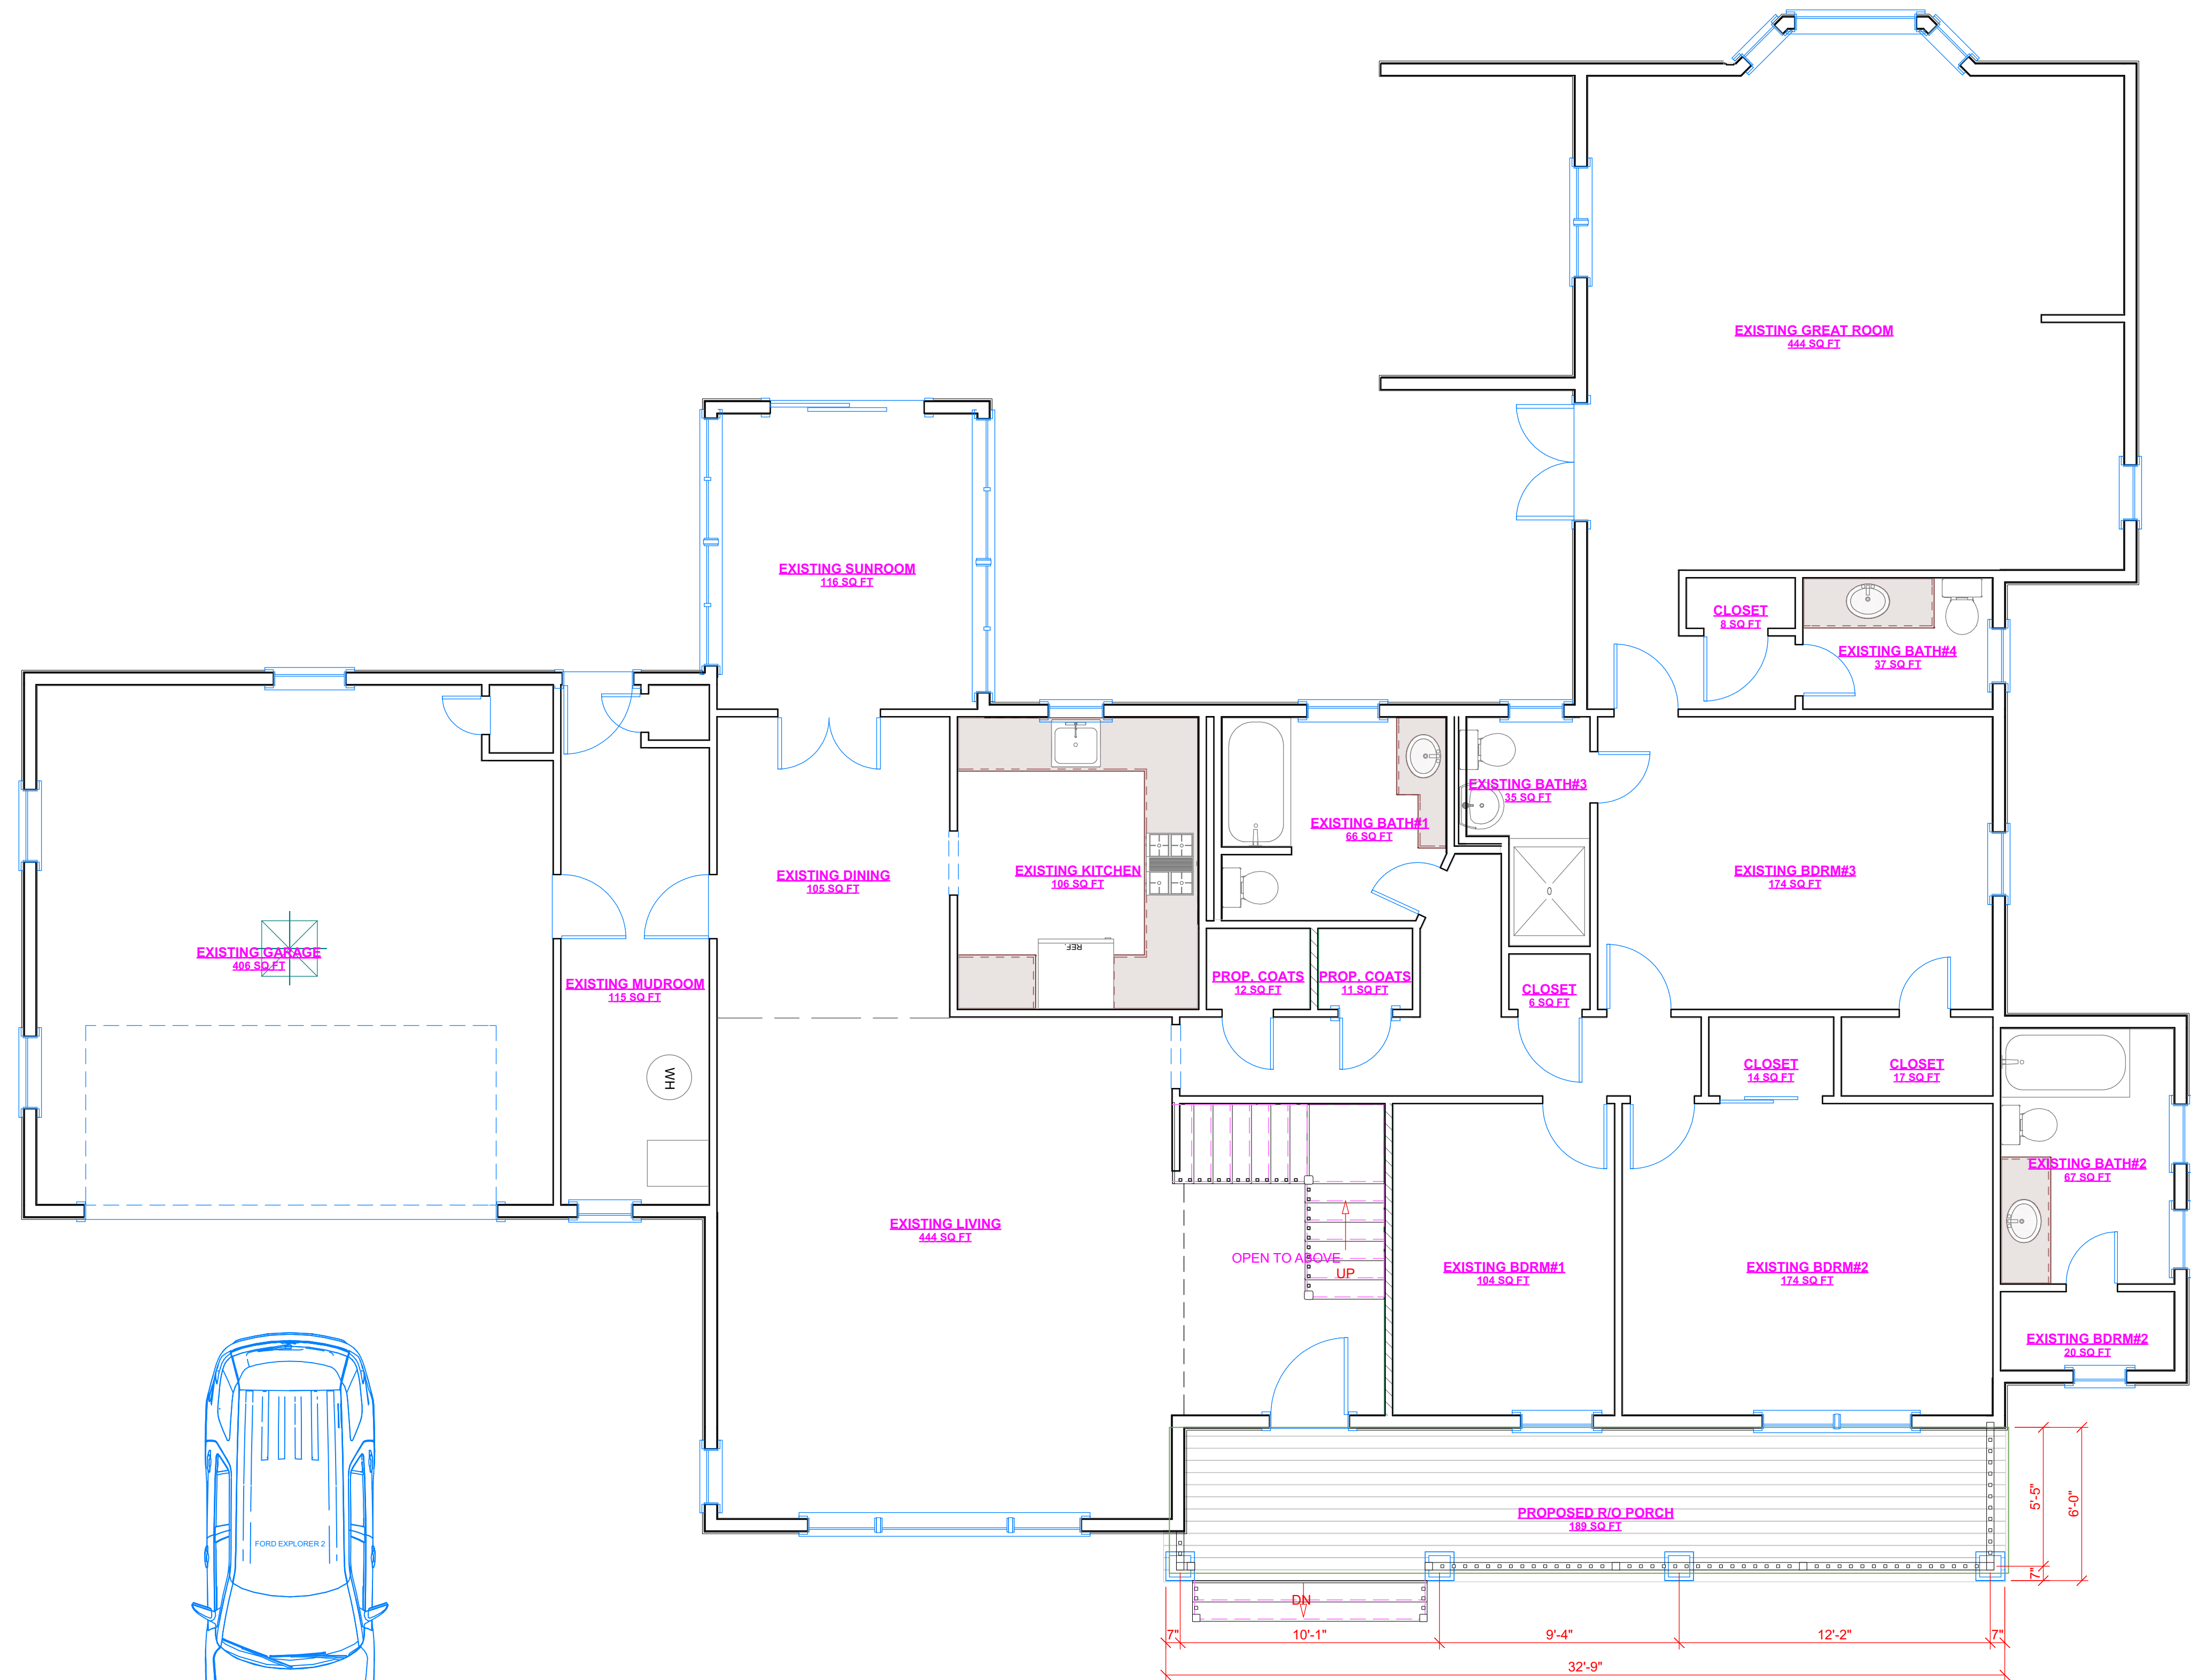 EXISTING GREAT ROOM
444 SQ FT
EXISTING SUNROOM
116 SQ FT
CLOSET
8 SQ FT
EXISTING BATH#4
37 SQ FT
EXISTING BATH#3
35 SQ FT
EXISTING BATH#1
66 SQ FT
EXISTING KITCHEN
106 SQ FT
EXISTING DINING
105 SQ FT
EXISTING BDRM#3
174 SQ FT
REF.
EXISTING GARAGE
406 SQ FT
EXISTING MUDROOM
115 SQ FT
PROP. COATS
12 SQ FT
PROP. COATS
11 SQ FT
CLOSET
6 SQ FT
WH
CLOSET
14 SQ FT
CLOSET
17 SQ FT
EXISTING BATH#2
67 SQ FT
EXISTING LIVING
444 SQ FT
OPEN TO ABOVE
UP
EXISTING BDRM#1
104 SQ FT
EXISTING BDRM#2
174 SQ FT
EXISTING BDRM#2
20 SQ FT
PROPOSED R/O PORCH
189 SQ FT
5'-5"
6'-0"
7"
FORD EXPLORER 2
DN
7"
10'-1"
9'-4"
12'-2"
7"
32'-9"